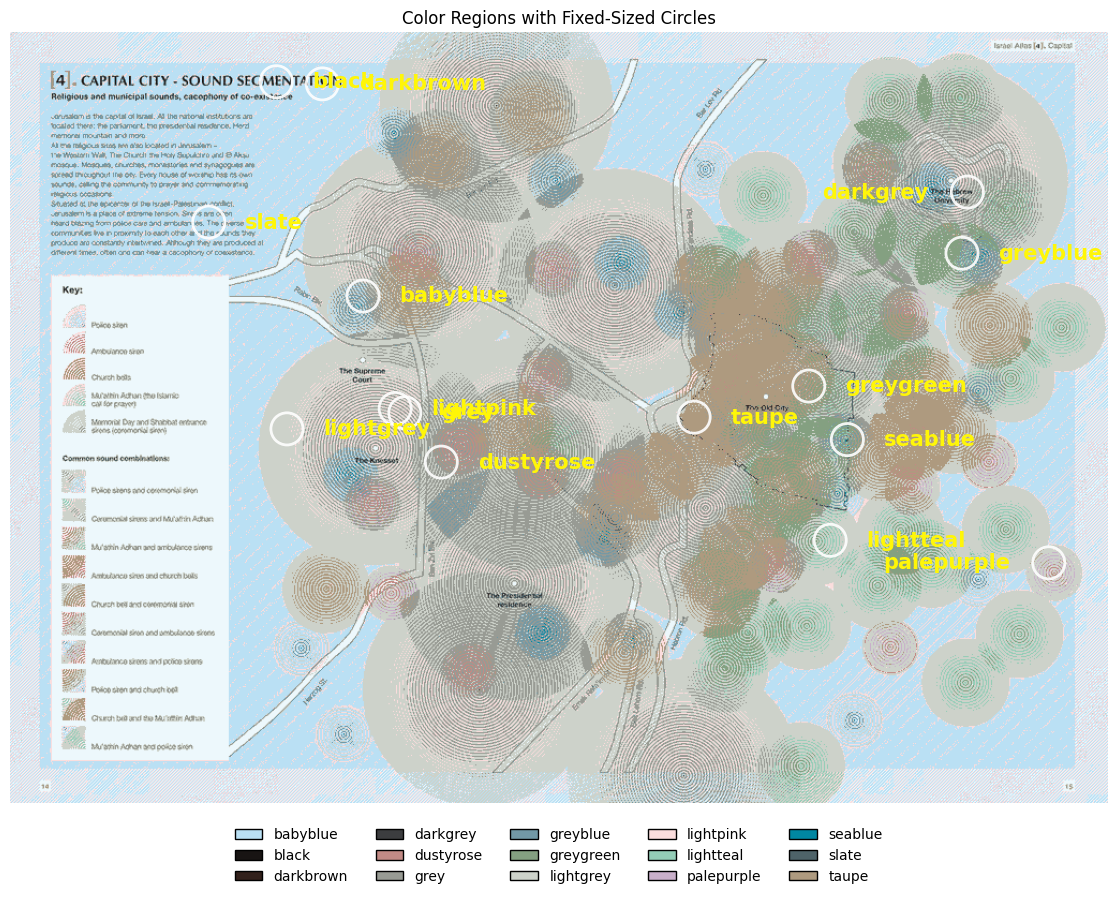 Color Regions with Fixed-Sized Circles
Israel Atlas [4]. Capital
[4]. CAPITAL CITY - SOUND SEGMENTATION
black
darkbrown
Religious and municipal sounds, cacophony of co-existence
Jerusalem is the capital of Israel. All the national institutions are
located there: the parliament, the presidential residence, Herzl
memorial mountain and more.
All the religious sites are also located in Jerusalem –
the Western Wall, The Church the Holy Sepulchre and El Aksa
mosque. Mosques, churches, monasteries and synagogues are
spread throughout the city. Every house of worship has its own
sounds, calling the community to prayer and commemorating
religious occasions.
Situated at the epicenter of the Israel-Palestinian conflict,
Jerusalem is a place of extreme tension. Sirens are often
heard blazing from police cars and ambulances. The diverse
communities live in proximity to each other and the sounds they
produce are constantly intertwined. Although they are produced at
different times, often one can hear a cacophony of coexistence.
slate
Bar Lev Rd.
darkgrey
The Hebrew
University
greyblue
babyblue
Key:
Police siren
Ambulance siren
Church bells
Mu'athin Adhan (the Islamic
call for prayer)
Memorial Day and Shabbat entrance
sirens (ceremonial siren)
Common sound combinations:
Police sirens and ceremonial siren
Ceremonial sirens and Mu'athin Adhan
Mu'athin Adhan and ambulance sirens
Ambulance sirens and church bells
Church bell and ceremonial siren
Ceremonial siren and ambulance sirens
Ambulance sirens and police sirens
Police siren and church bell
Church bell and the Mu'athin Adhan
Mu'athin Adhan and police siren
The Supreme
Court
greygreen
The Old City
lightpink
grey
taupe
lightgrey
seablue
The Knesset
dustyrose
lightteal
palepurple
The Presidential
residence
Hebron Rd.
Herzog St.
14
15
babyblue
black
darkbrown
darkgrey
dustyrose
grey
greyblue
greygreen
lightgrey
lightpink
lightteal
palepurple
seablue
slate
taupe